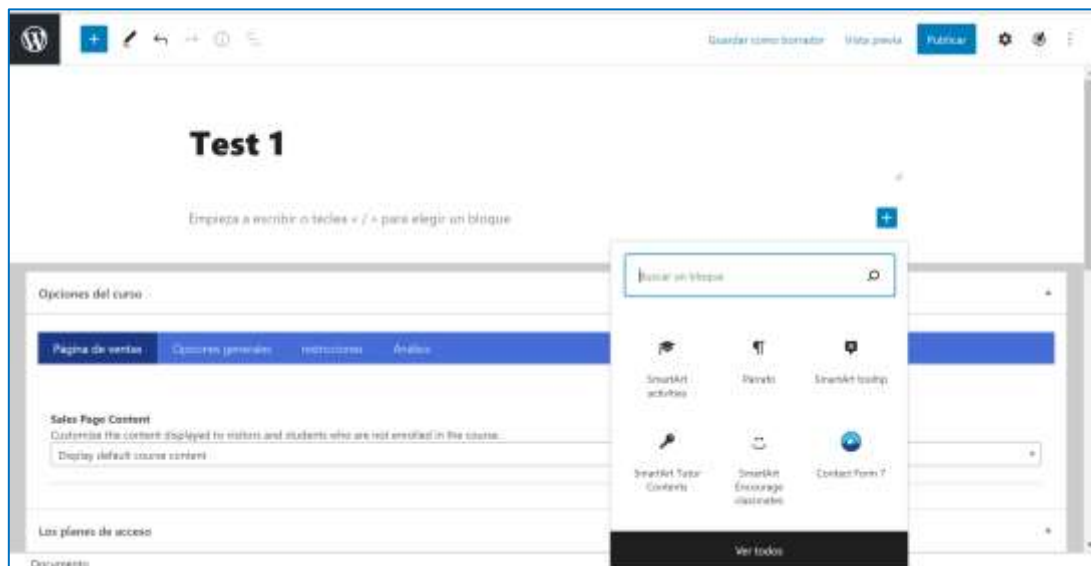 Guardar como borrador Vista previa Publicar
Test 1
Empieza a escribir o teclea « / » para elegir un bloque
Buscar un bloque
Opciones del curso
Página de ventas Opciones generales restricciones Análisis
SmartArt activities
Párrafo
SmartArt tooltip
Sales Page Content
Customize the content displayed to visitors and students who are not enrolled in the course.
Display default course content
SmartArt Tutor Contents
SmartArt Encourage classmates
Contact Form 7
Los planes de acceso
Ver todos
Documento